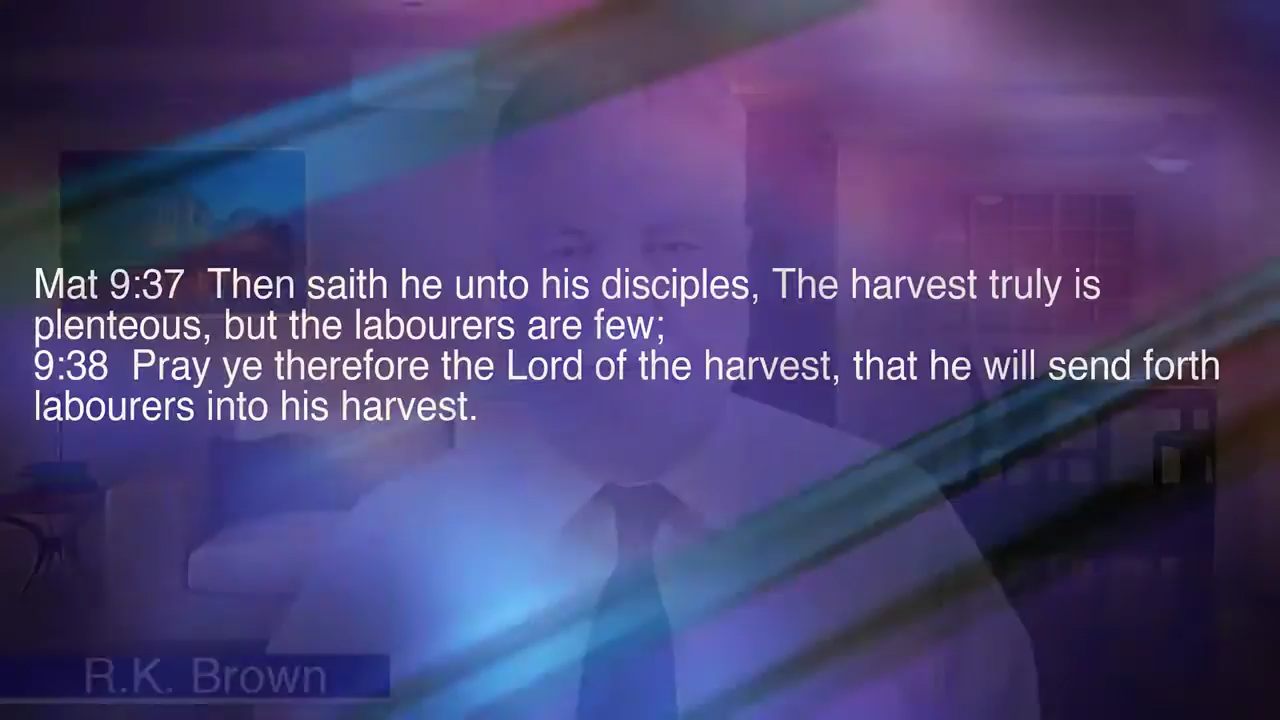 Mat 9:37  Then saith he unto his disciples, The harvest truly is
plenteous, but the labourers are few;
9:38  Pray ye therefore the Lord of the harvest, that he will send forth
labourers into his harvest.
R.K. Brown